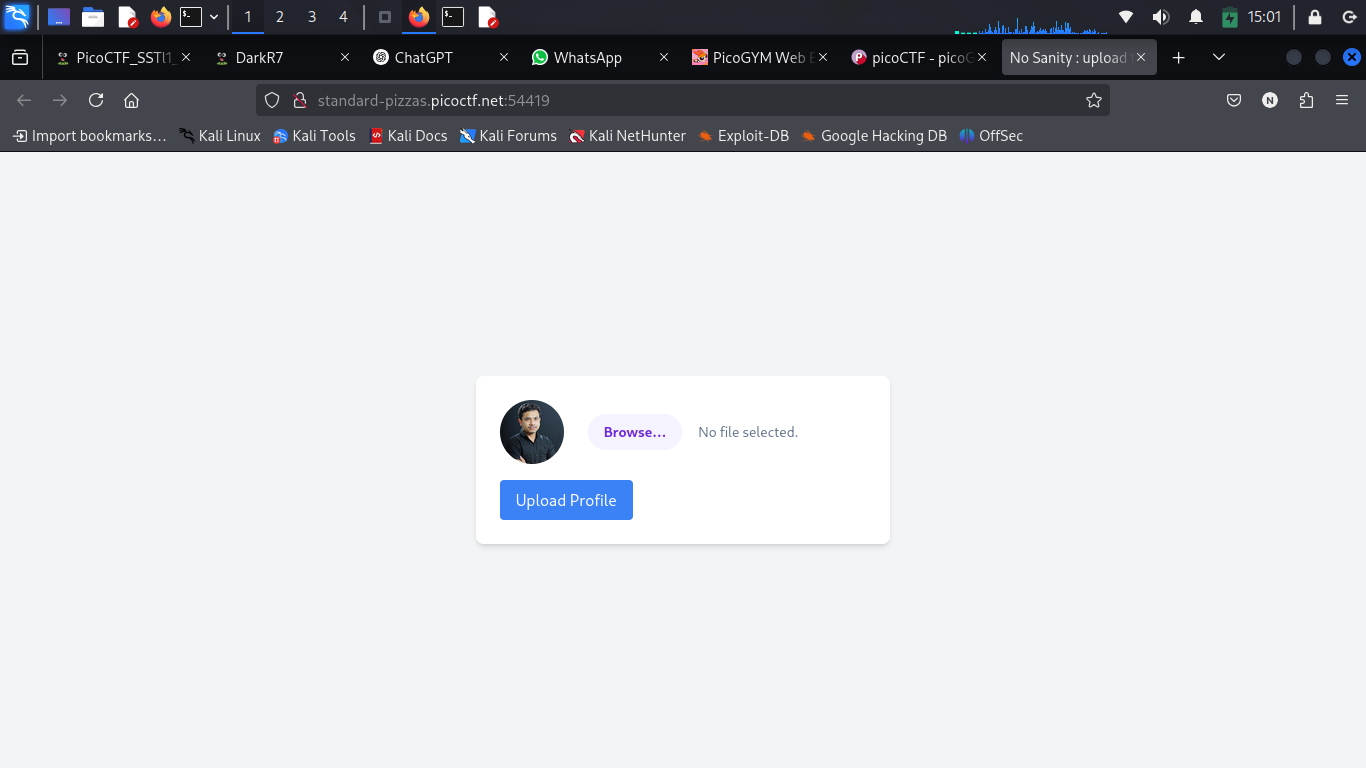 1 2 3 4 15:01
PicoCTF_SSTI1_ DarkR7 ChatGPT WhatsApp PicoGYM Web picoCTF - pico No Sanity : upload
standard-pizzas.picoctf.net:54419 N
Import bookmarks... Kali Linux Kali Tools Kali Docs Kali Forums Kali NetHunter Exploit-DB Google Hacking DB OffSec
Browse... No file selected.
Upload Profile